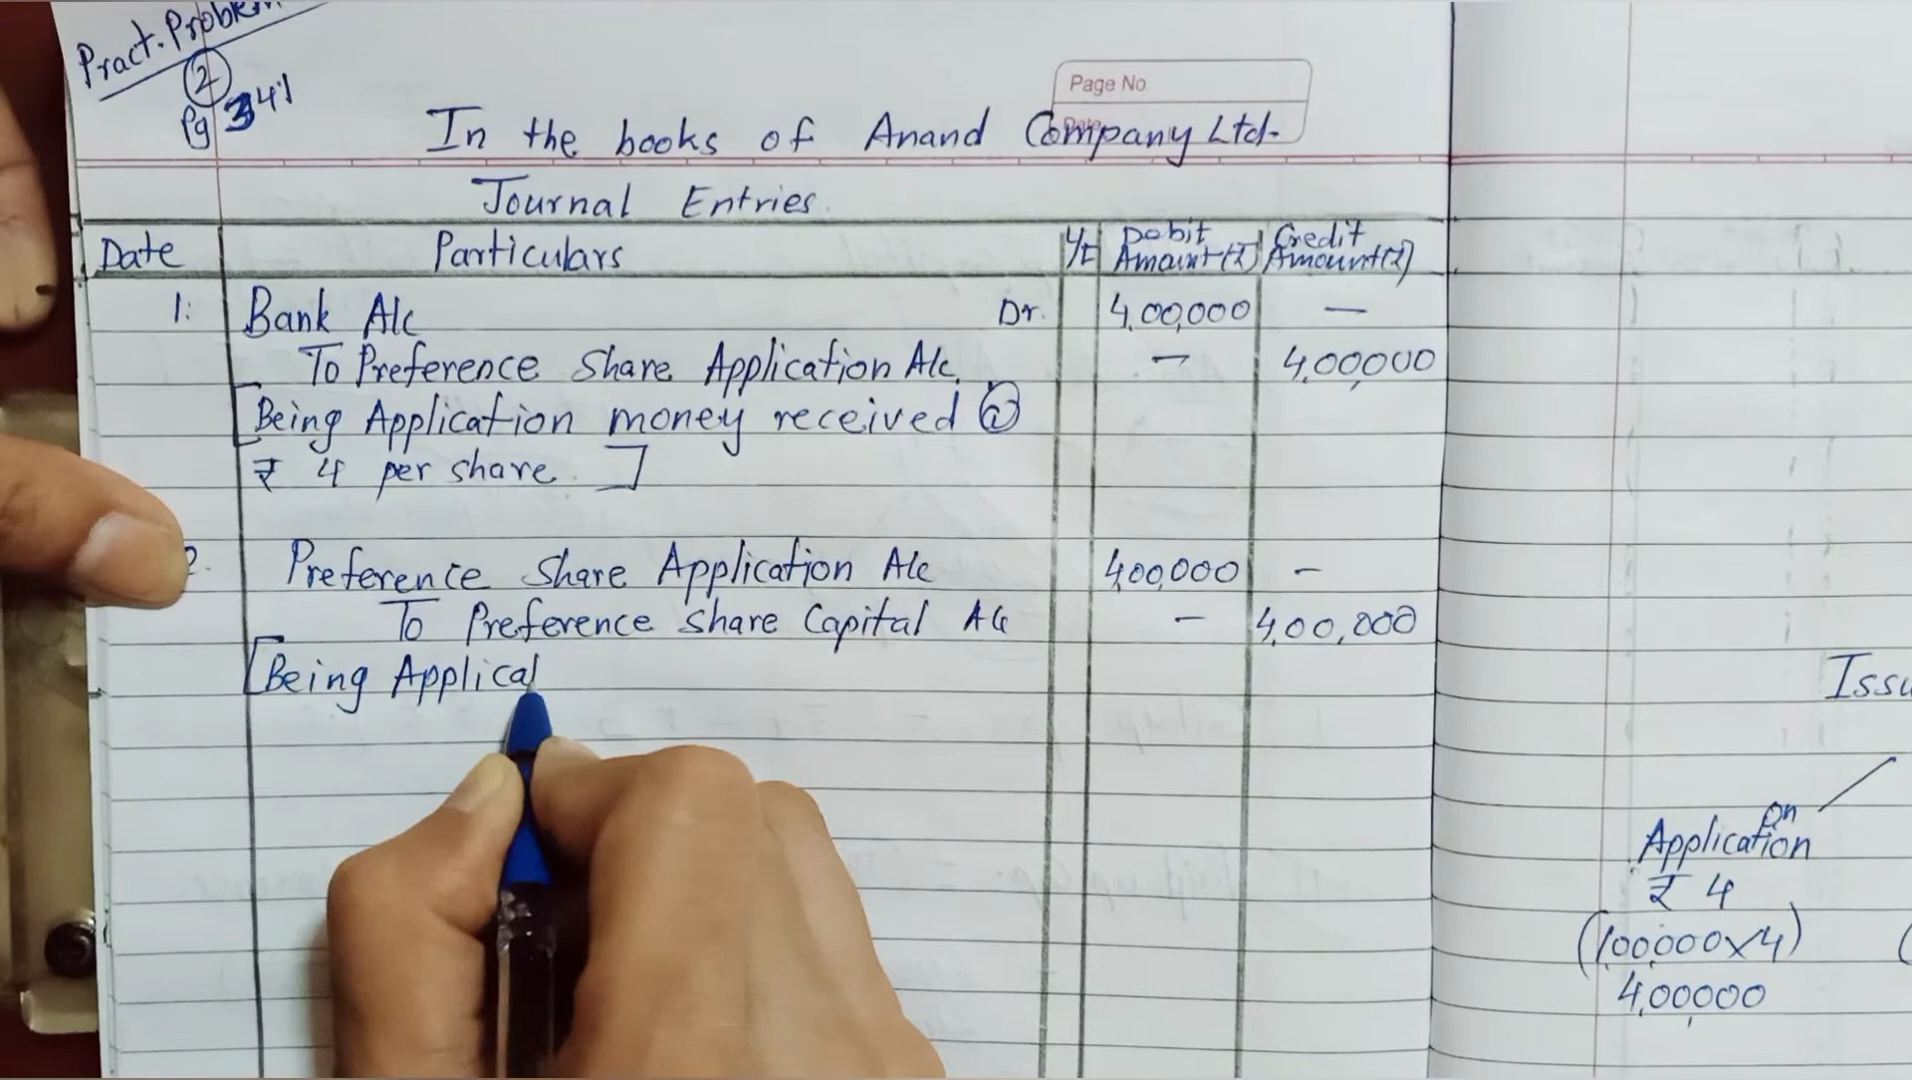 Pract. Problem
2
Pg 341
Page No.
Date
In the books of Anand Company Ltd.
Journal Entries
Date Particulars Debit Amount (₹) Credit Amount (₹)
1. Bank A/c Dr. 4,00,000 —
To Preference Share Application A/c — 4,00,000
[Being Application money received @
₹ 4 per share.]
2. Preference Share Application A/c 4,00,000 —
To Preference Share Capital A/c — 4,00,000
[Being Applica
Issu
On
Application
₹ 4
(1,00,000x4) (
4,00,000